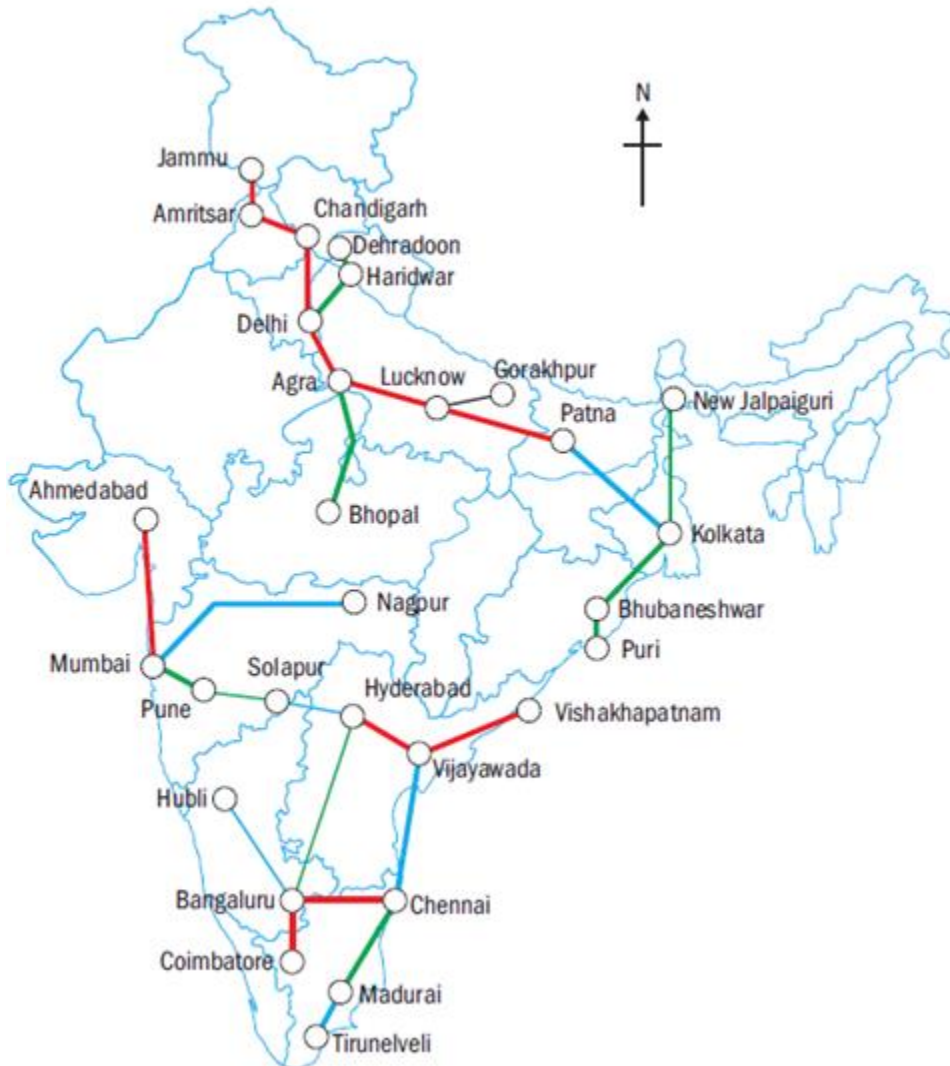 N
Jammu
Amritsar
Chandigarh
Dehradoon
Haridwar
Delhi
Agra
Lucknow
Gorakhpur
New Jalpaiguri
Patna
Ahmedabad
Bhopal
Kolkata
Nagpur
Bhubaneshwar
Puri
Mumbai
Solapur
Hyderabad
Pune
Vishakhapatnam
Vijayawada
Hubli
Bangaluru
Chennai
Coimbatore
Madurai
Tirunelveli